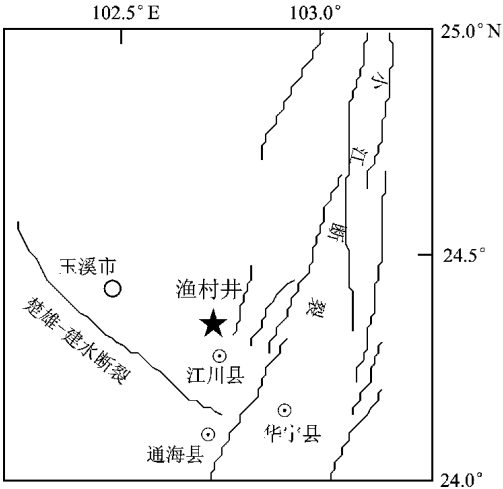 102.5°E
103.0°
25.0°N
小江断裂
24.5°
玉溪市
渔村井
楚雄-建水断裂
江川县
华宁县
通海县
24.0°